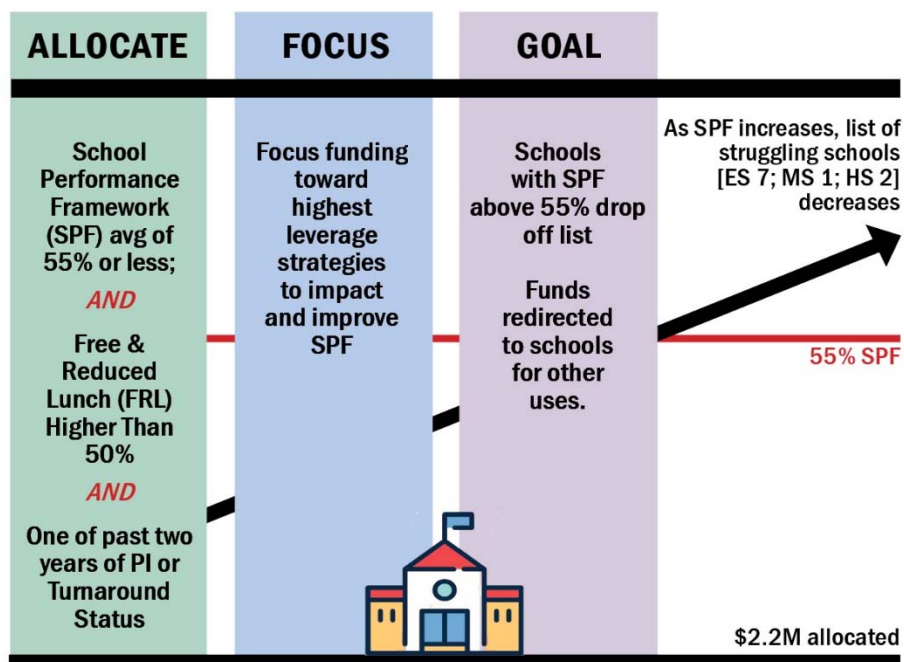 ALLOCATE
School
Performance
Framework
(SPF) avg of
55% or less;
AND
Free &
Reduced
Lunch (FRL)
Higher Than
50%
AND
One of past two
years of PI or
Turnaround
Status
FOCUS
Focus funding
toward
highest
leverage
strategies
to impact
and improve
SPF
GOAL
Schools
with SPF
above 55% drop
off list
Funds
redirected
to schools
for other
uses.
As SPF increases, list of
struggling schools
[ES 7; MS 1; HS 2]
decreases
55% SPF
$2.2M allocated